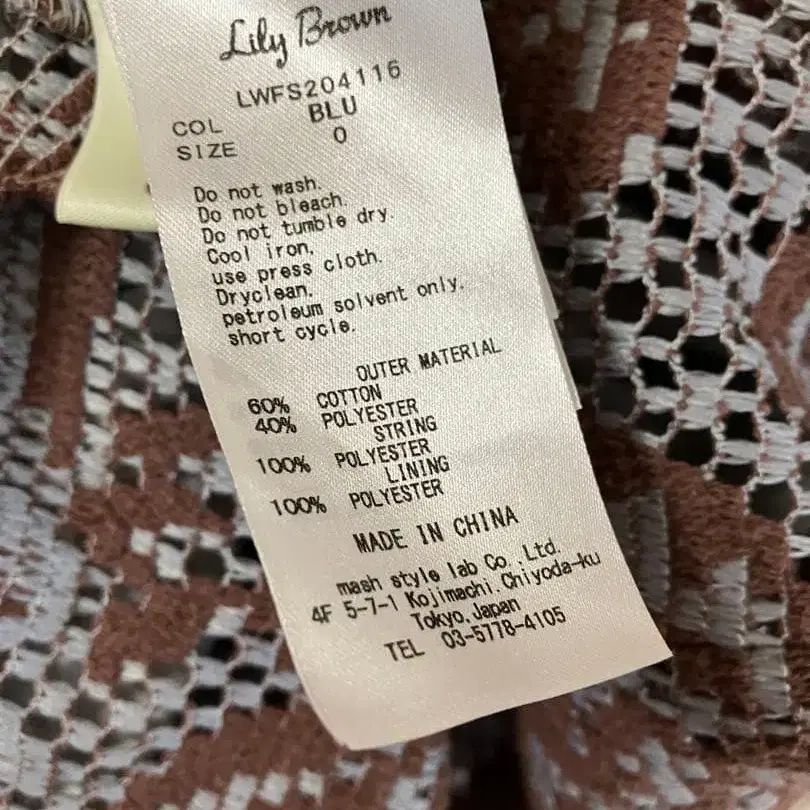 Lily Brown
LWFS204116
COL BLU
SIZE 0
Do not wash.
Do not bleach.
Do not tumble dry.
Cool iron.
use press cloth.
Dryclean.
petroleum solvent only.
short cycle.
OUTER MATERIAL
60% COTTON
40% POLYESTER
STRING
100% POLYESTER
LINING
100% POLYESTER
MADE IN CHINA
mash style lab Co. Ltd.
4F 5-7-1 Kojimachi.Chiyoda-ku
Tokyo.Japan
TEL 03-5778-4105